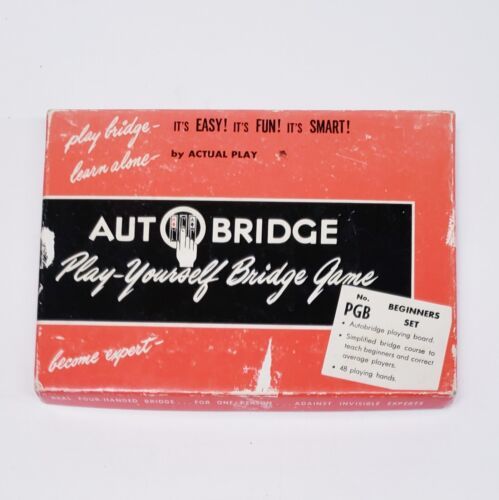 play bridge-
learn alone-
IT'S EASY! IT'S FUN! IT'S SMART!
by ACTUAL PLAY
AUTOBRIDGE
Play-Yourself Bridge Game
become expert-
No.
PGB
BEGINNERS
SET
• Autobridge playing board.
• Simplified bridge course to
teach beginners and correct
average players.
• 48 playing hands.
REAL FOUR-HANDED BRIDGE... FOR ONE PERSON... AGAINST INVISIBLE EXPERTS